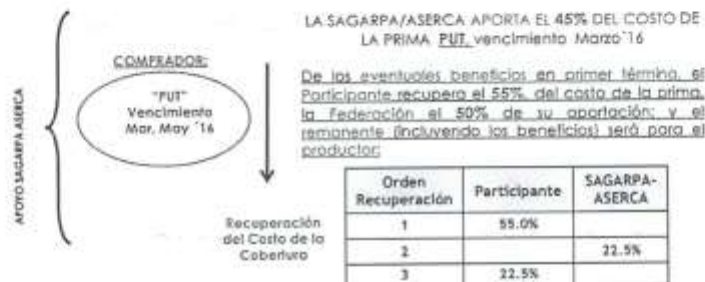 LA SAGARPA/ASERCA APORTA EL 45% DEL COSTO DE
LA PRIMA PUT, vencimiento Marzo´16
APOYO SAGARPA ASERCA
COMPRADOR:
"PUT"
Vencimiento
Mar, May ´16
De los eventuales beneficios en primer término, el
Participante recupera el 55%, del costo de la prima,
la Federación el 50% de su aportación; y el
remanente (incluyendo los beneficios) será para el
productor:
Recuperación
del Costo de la
Cobertura
Orden
Recuperación
Participante
SAGARPA-
ASERCA
1
55.0%
2
22.5%
3
22.5%